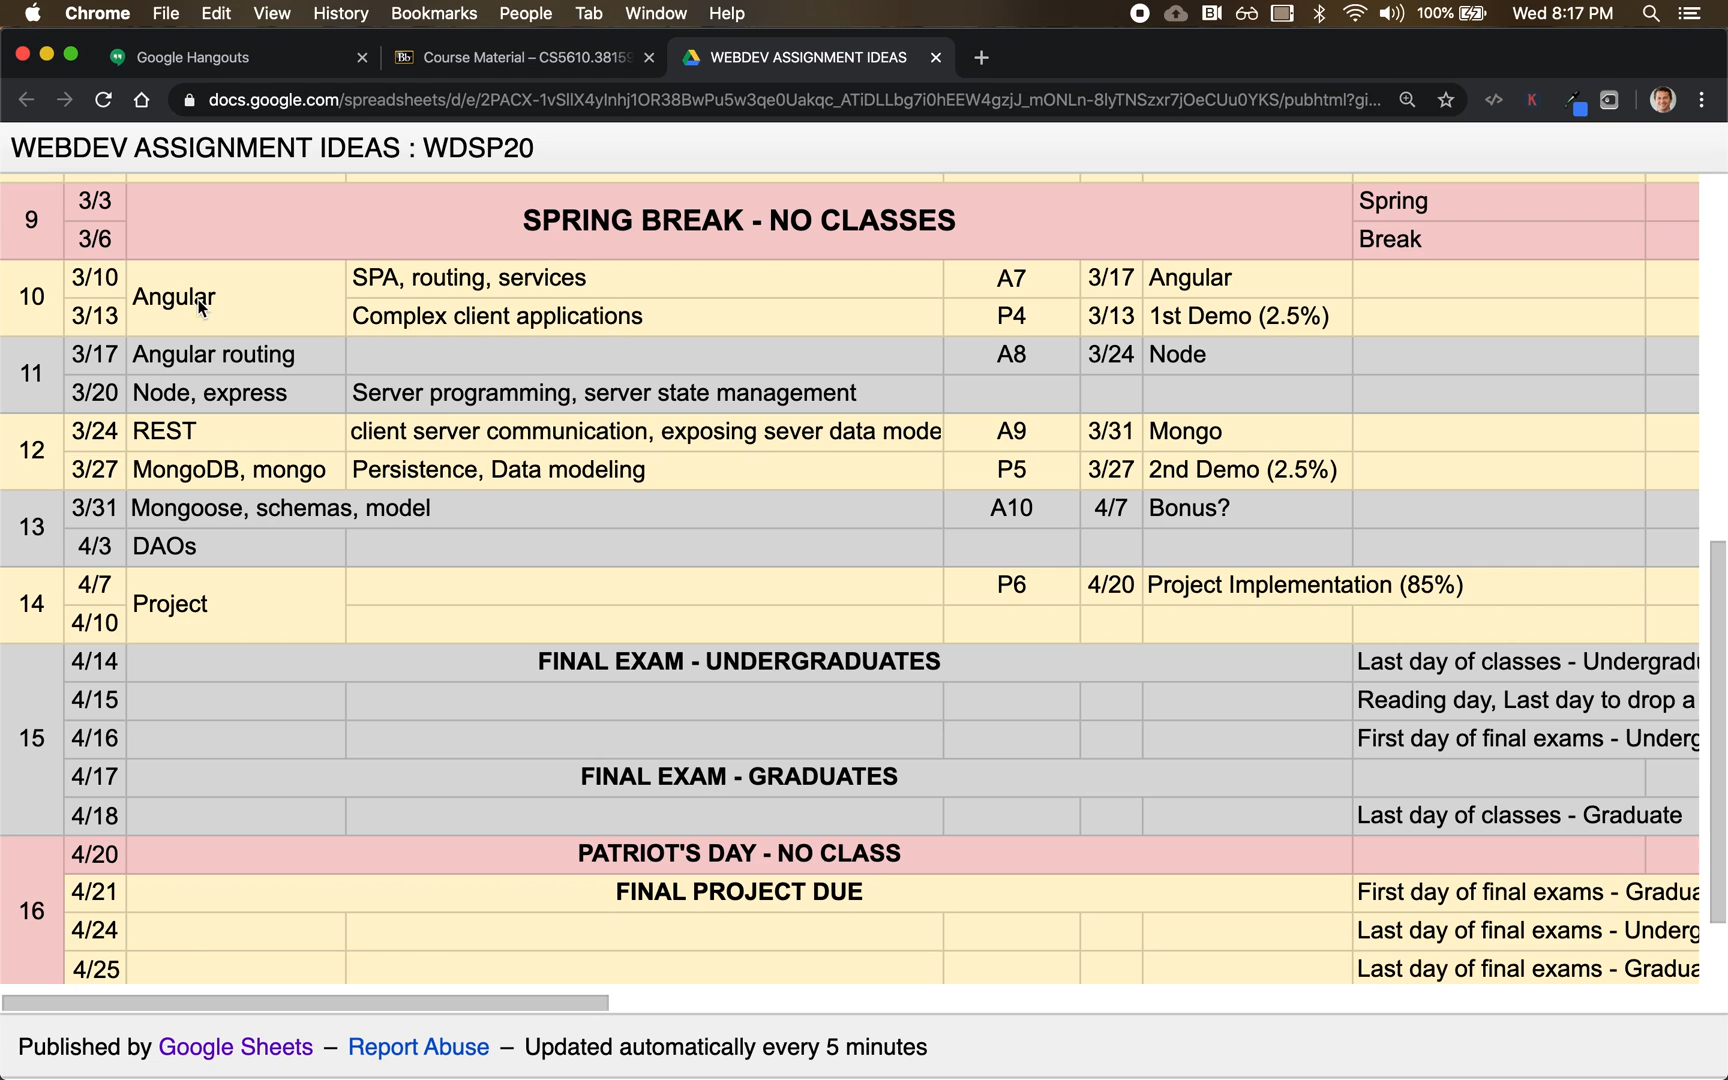 Chrome File Edit View History Bookmarks People Tab Window Help 100% Wed 8:17 PM
Google Hangouts Course Material – CS5610.38159 WEBDEV ASSIGNMENT IDEAS
WEBDEV ASSIGNMENT IDEAS : WDSP20
9 3/3 SPRING BREAK - NO CLASSES Spring
3/6 Break
10 3/10 Angular SPA, routing, services A7 3/17 Angular
3/13 Complex client applications P4 3/13 1st Demo (2.5%)
11 3/17 Angular routing A8 3/24 Node
3/20 Node, express Server programming, server state management
12 3/24 REST client server communication, exposing sever data mode A9 3/31 Mongo
3/27 MongoDB, mongo Persistence, Data modeling P5 3/27 2nd Demo (2.5%)
13 3/31 Mongoose, schemas, model A10 4/7 Bonus?
4/3 DAOs
14 4/7 Project P6 4/20 Project Implementation (85%)
4/10
15 4/14 FINAL EXAM - UNDERGRADUATES Last day of classes - Undergradu
4/15 Reading day, Last day to drop a
4/16 First day of final exams - Underg
4/17 FINAL EXAM - GRADUATES
4/18 Last day of classes - Graduate
16 4/20 PATRIOT'S DAY - NO CLASS
4/21 FINAL PROJECT DUE First day of final exams - Gradua
4/24 Last day of final exams - Underg
4/25 Last day of final exams - Gradua
Published by Google Sheets – Report Abuse – Updated automatically every 5 minutes